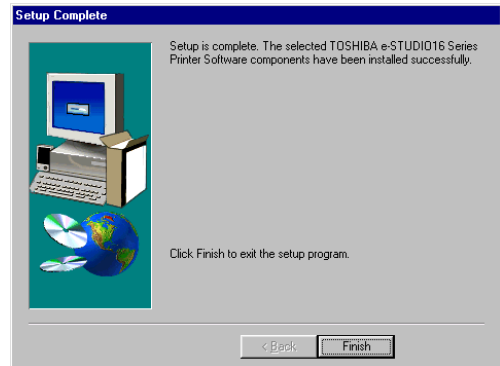 Setup Complete
Setup is complete. The selected TOSHIBA e-STUDIO16 Series
Printer Software components have been installed successfully.
Click Finish to exit the setup program.
< Back
Finish